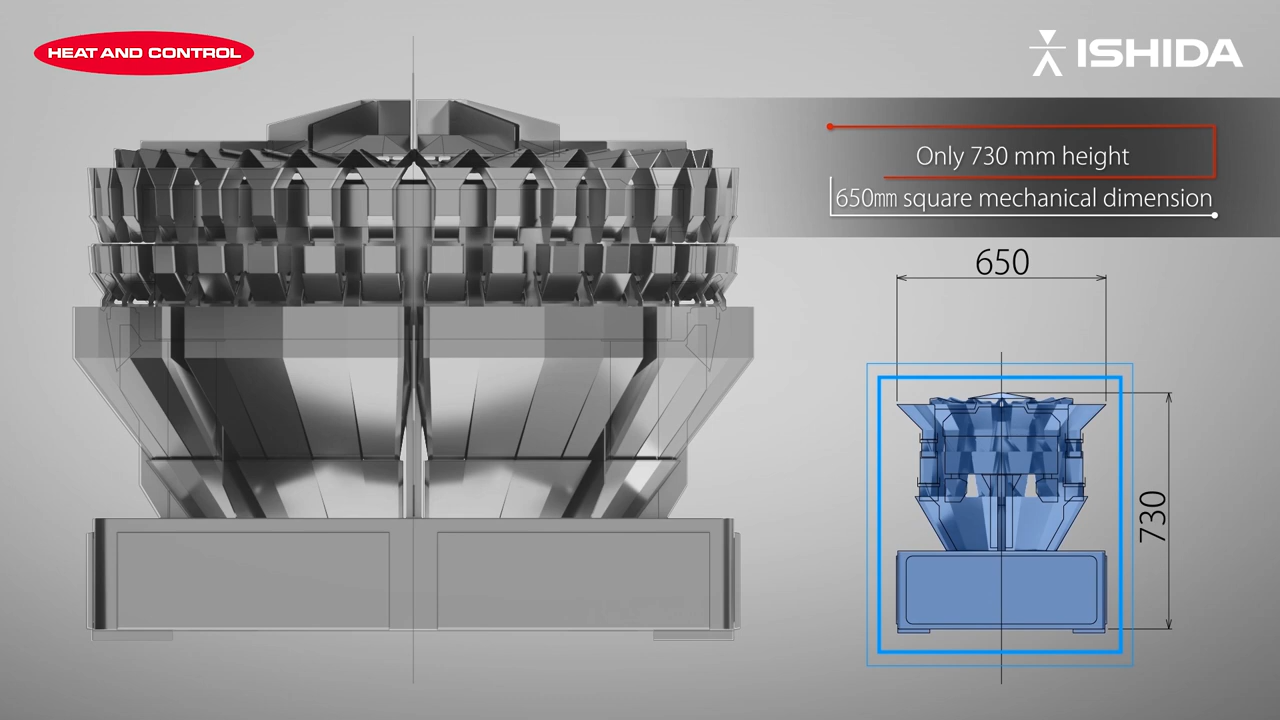 HEAT AND CONTROL
ISHIDA
Only 730 mm height
650mm square mechanical dimension
650
730